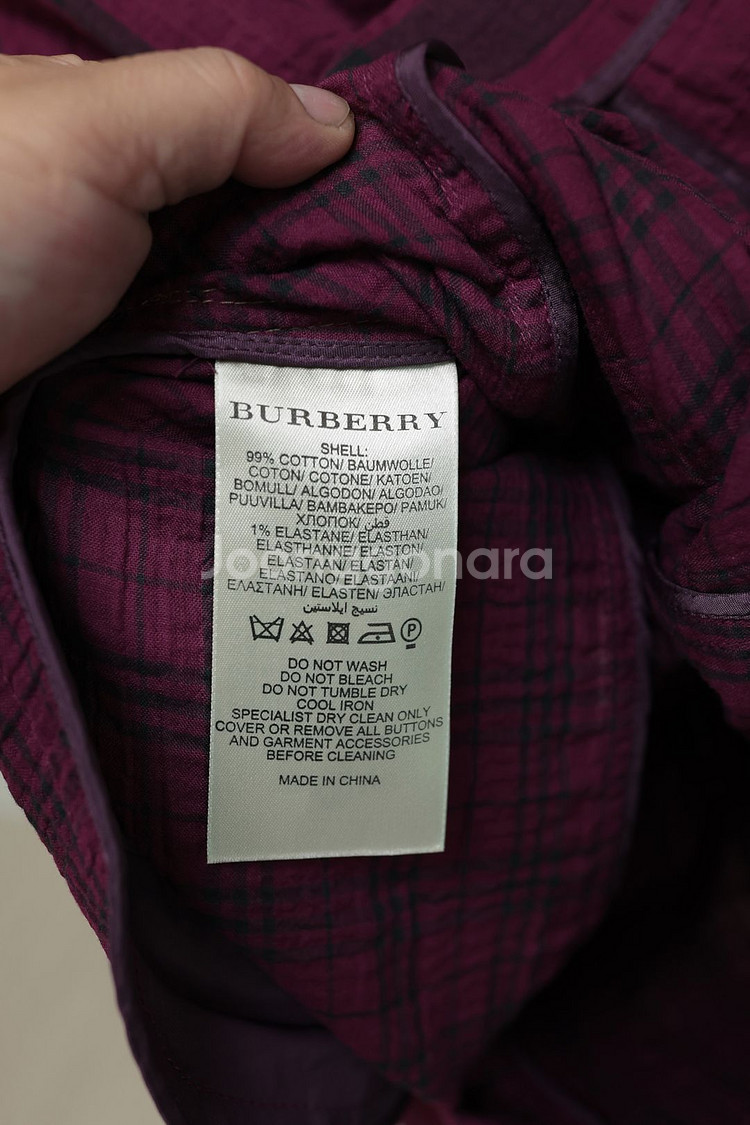 BURBERRY
SHELL:
99% COTTON/ BAUMWOLLE/
COTON/ COTONE/ KATOEN/
BOMULL/ ALGODON/ ALGODAO/
PUUVILLA/ ΒΑΜΒΑΚΕΡΟ/ PAMUK/
ХЛОПОК/ قطن
1% ELASTANE/ ELASTHAN/
ELASTHANNE/ ELASTON/
ELASTAAN/ ELASTAN/
ELASTANO/ ELASTAANI/
ΕΛΑΣΤΑΝΗ/ ELASTEN/ ЭЛАСТАН/
نسيج ايلاستين
P
DO NOT WASH
DO NOT BLEACH
DO NOT TUMBLE DRY
COOL IRON
SPECIALIST DRY CLEAN ONLY
COVER OR REMOVE ALL BUTTONS
AND GARMENT ACCESSORIES
BEFORE CLEANING
MADE IN CHINA